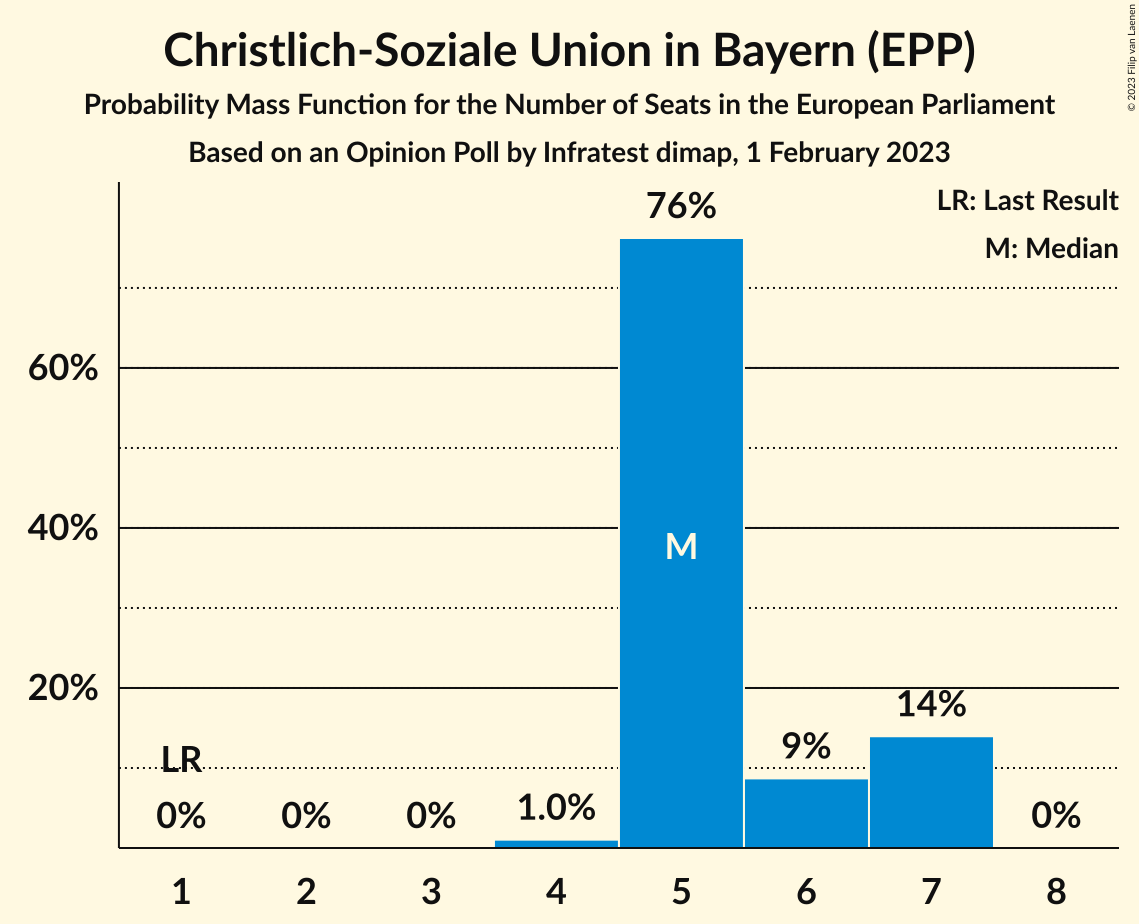 Christlich-Soziale Union in Bayern (EPP)
Probability Mass Function for the Number of Seats in the European Parliament
Based on an Opinion Poll by Infratest dimap, 1 February 2023
© 2023 Filip van Laenen
LR: Last Result
M: Median
76%
60%
40%
M
20%
14%
9%
LR
1.0%
0% 0% 0% 0%
1 2 3 4 5 6 7 8